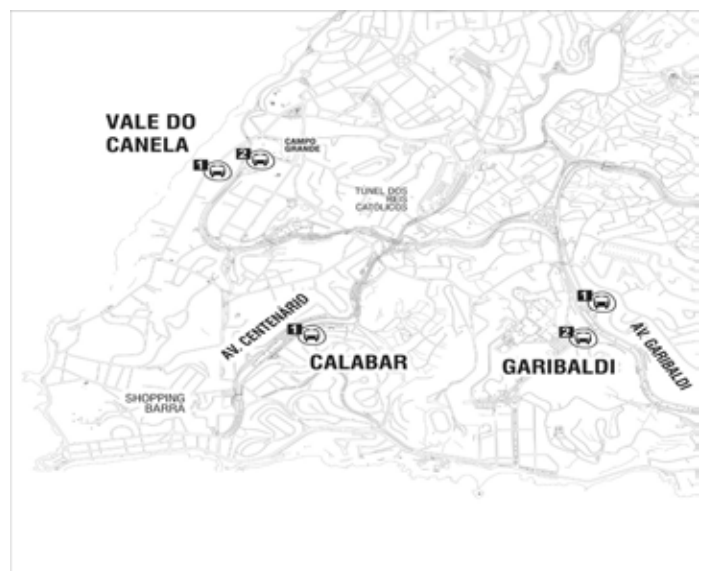 VALE DO
CANELA
1
2
CAMPO
GRANDE
TÚNEL DOS
REIS
CATÓLICOS
AV. CENTENÁRIO
1
CALABAR
1
2
GARIBALDI
AV. GARIBALDI
SHOPPING
BARRA